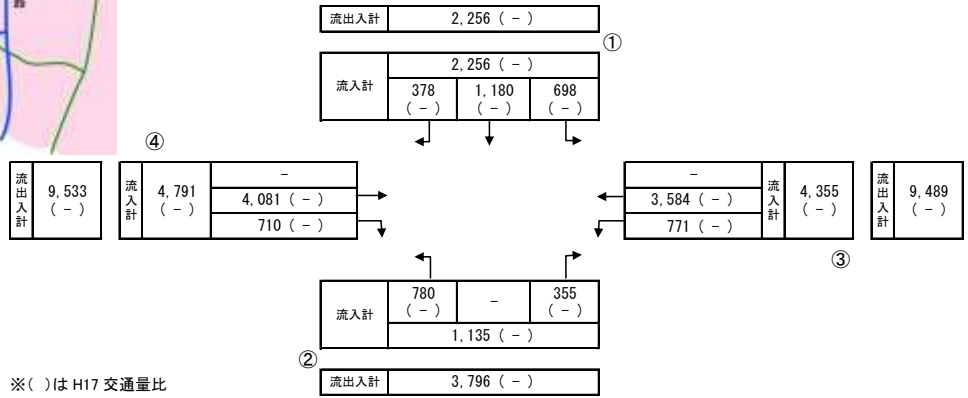 流出入計 2,256 ( － )
①
流入計 2,256 ( － )
378 1,180 698
( － ) ( － ) ( － )
④
流出入計 9,533 ( － )
流入計 4,791 ( － )
－
4,081 ( － )
710 ( － )
－
3,584 ( － )
771 ( － )
流入計 4,355 ( － )
流出入計 9,489 ( － )
③
流入計
780 － 355
( － ) ( － )
1,135 ( － )
②
流出入計 3,796 ( － )
※( )は H17 交通量比